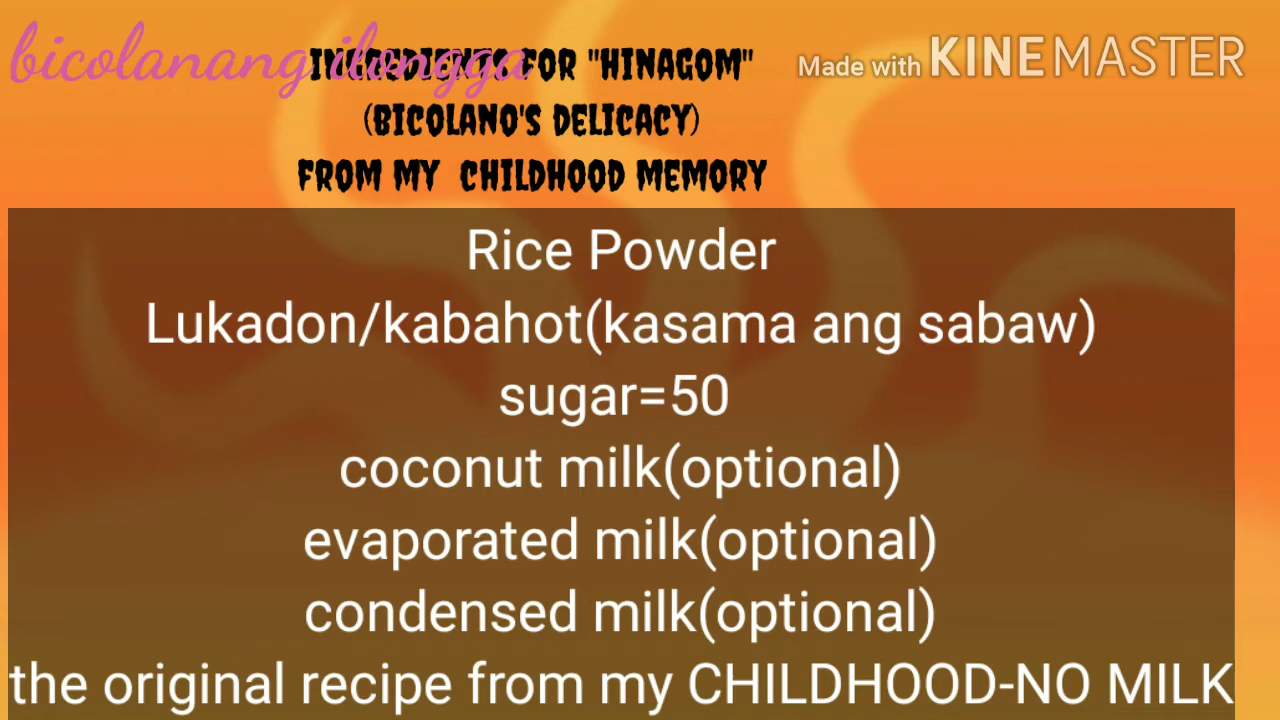 bicolanang ilongga
INGREDIENTS FOR "HINAGOM"
(BICOLANO'S DELICACY)
FROM MY CHILDHOOD MEMORY
Made with KINEMASTER
Rice Powder
Lukadon/kabahot(kasama ang sabaw)
sugar=50
coconut milk(optional)
evaporated milk(optional)
condensed milk(optional)
the original recipe from my CHILDHOOD-NO MILK